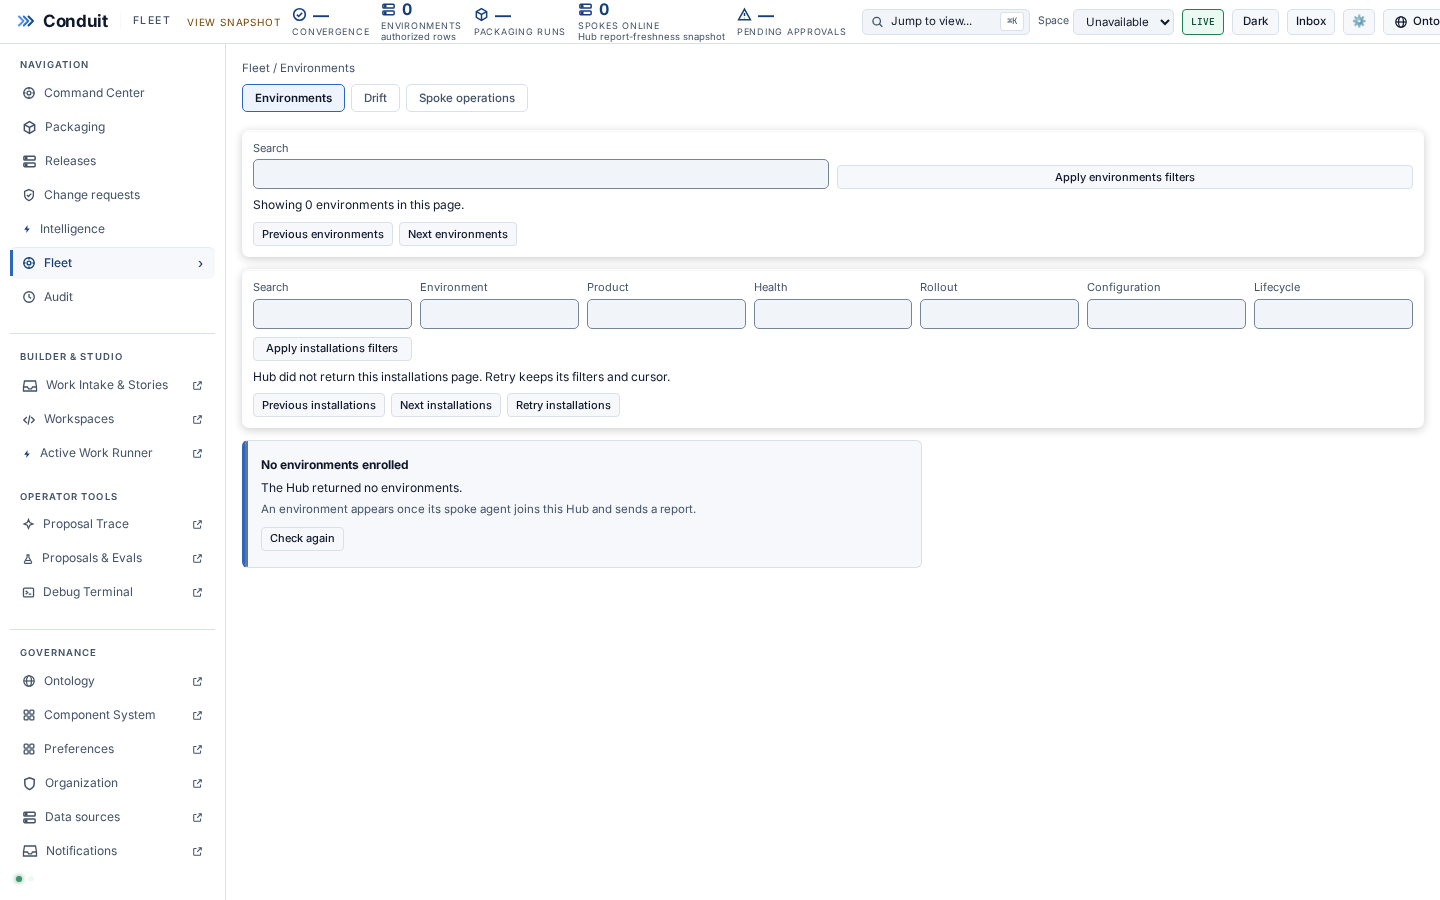 Conduit
FLEET
VIEW SNAPSHOT
—
CONVERGENCE
0
ENVIRONMENTS
authorized rows
—
PACKAGING RUNS
0
SPOKES ONLINE
Hub report-freshness snapshot
—
PENDING APPROVALS
Jump to view... ⌘K
Space
Unavailable
LIVE
Dark
Inbox
Onto
NAVIGATION
Command Center
Packaging
Releases
Change requests
Intelligence
Fleet ›
Audit
BUILDER & STUDIO
Work Intake & Stories
Workspaces
Active Work Runner
OPERATOR TOOLS
Proposal Trace
Proposals & Evals
Debug Terminal
GOVERNANCE
Ontology
Component System
Preferences
Organization
Data sources
Notifications
Fleet / Environments
Environments Drift Spoke operations
Search
Apply environments filters
Showing 0 environments in this page.
Previous environments Next environments
Search Environment Product Health Rollout Configuration Lifecycle
Apply installations filters
Hub did not return this installations page. Retry keeps its filters and cursor.
Previous installations Next installations Retry installations
No environments enrolled
The Hub returned no environments.
An environment appears once its spoke agent joins this Hub and sends a report.
Check again